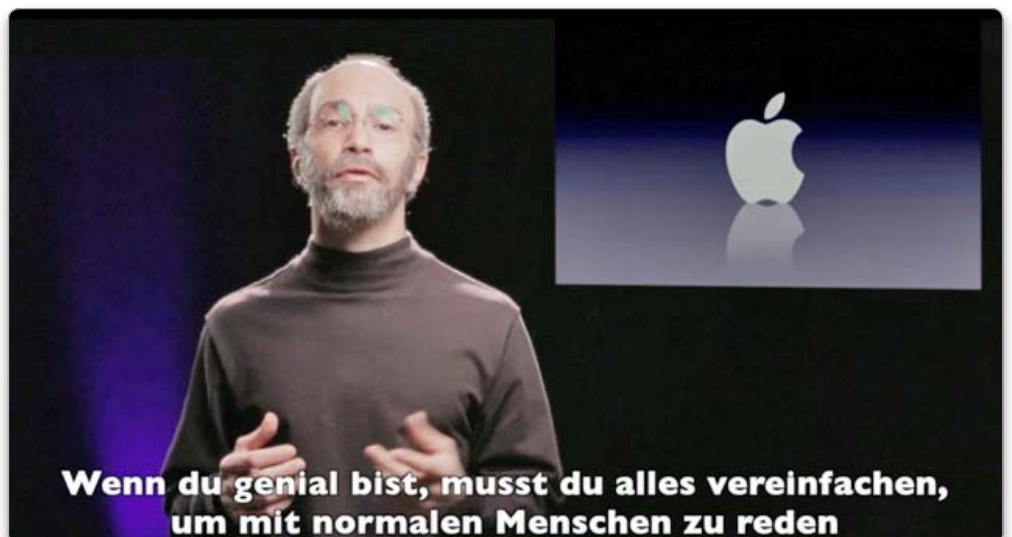 Wenn du genial bist, musst du alles vereinfachen,
um mit normalen Menschen zu reden